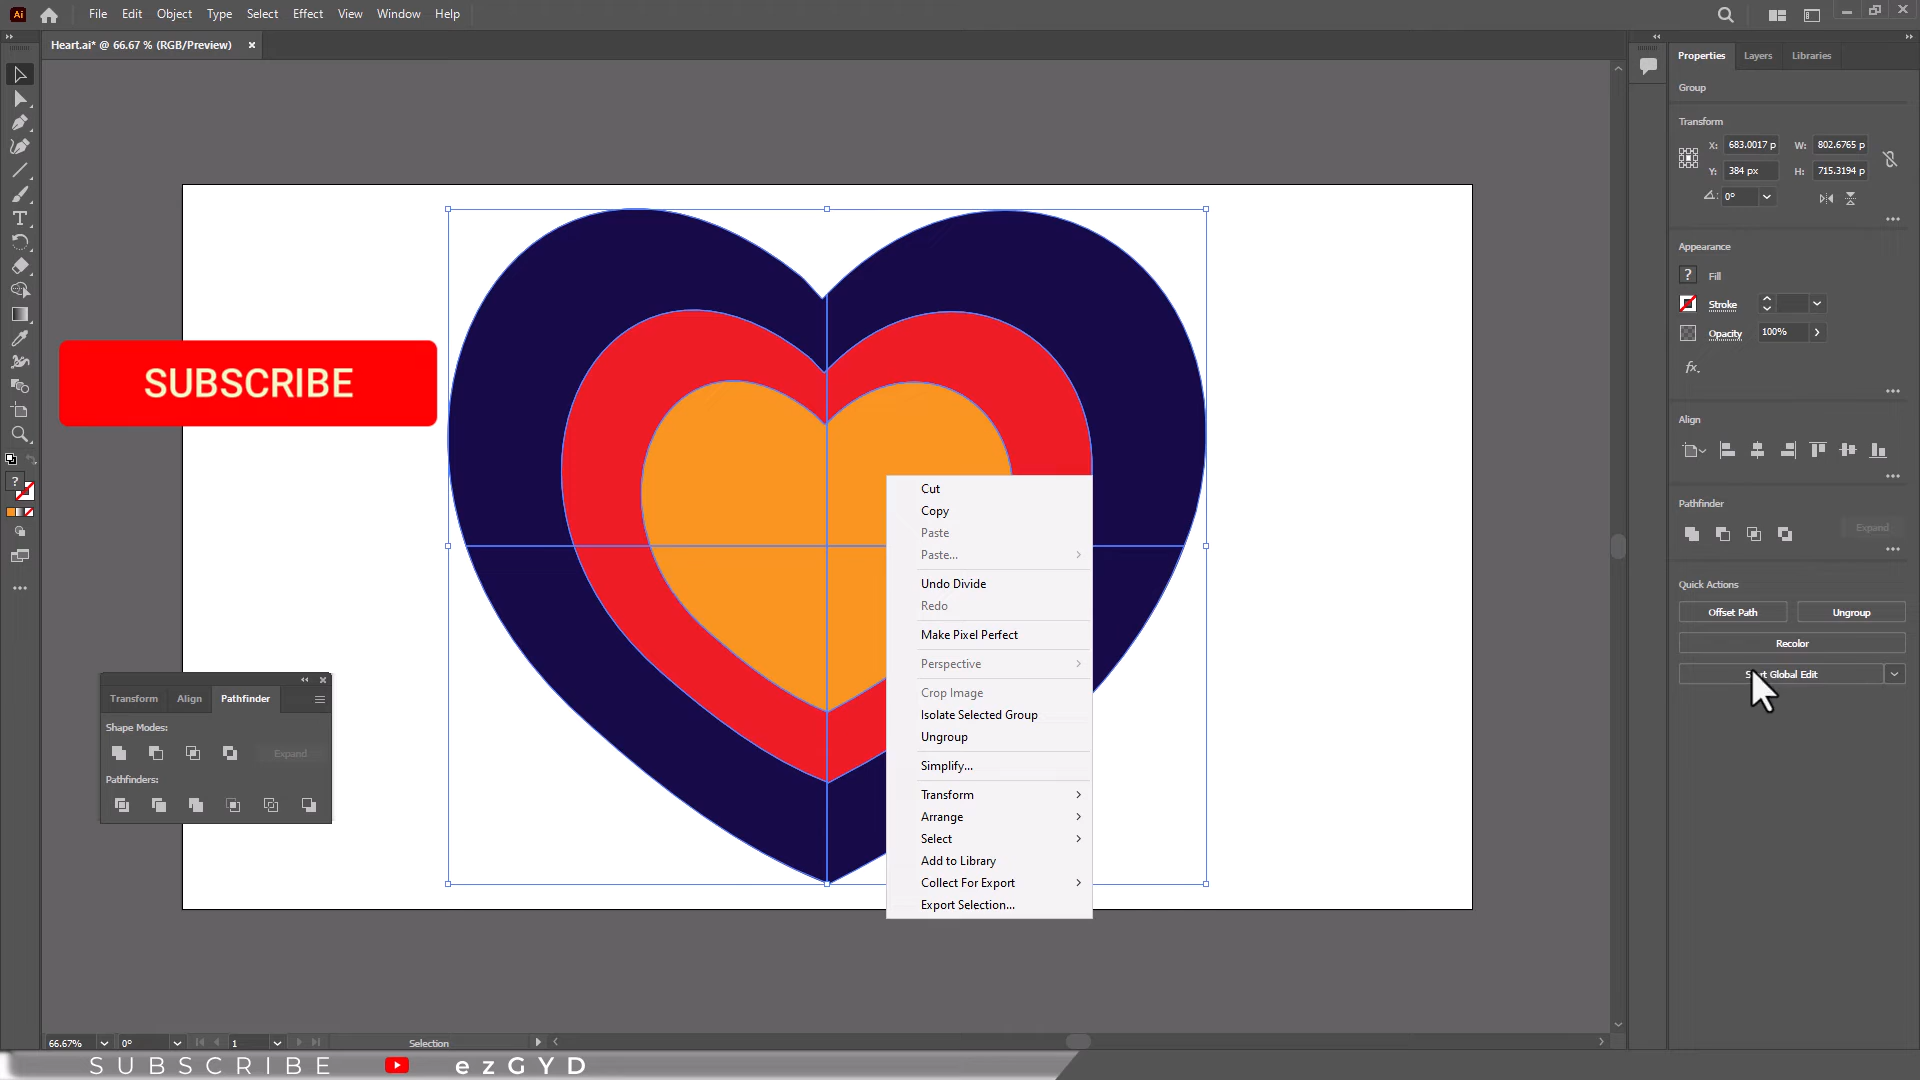 Ai File Edit Object Type Select Effect View Window Help
Heart.ai* @ 66.67 % (RGB/Preview) ×
Properties Layers Libraries
Group
Transform
X: 683.0017 p W: 802.6765 p
Y: 384 px H: 715.3194 p
0°
Appearance
? Fill
Stroke
Opacity 100%
fx.
Align
Pathfinder
Expand
Quick Actions
Offset Path Ungroup
Recolor
Global Edit
SUBSCRIBE
T
?
Cut
Copy
Paste
Paste...
Undo Divide
Redo
Make Pixel Perfect
Perspective
Crop Image
Isolate Selected Group
Ungroup
Simplify...
Transform
Arrange
Select
Add to Library
Collect For Export
Export Selection...
Transform Align Pathfinder
Shape Modes:
Expand
Pathfinders:
66.67% 0° 1 Selection
SUBSCRIBE ezGYD